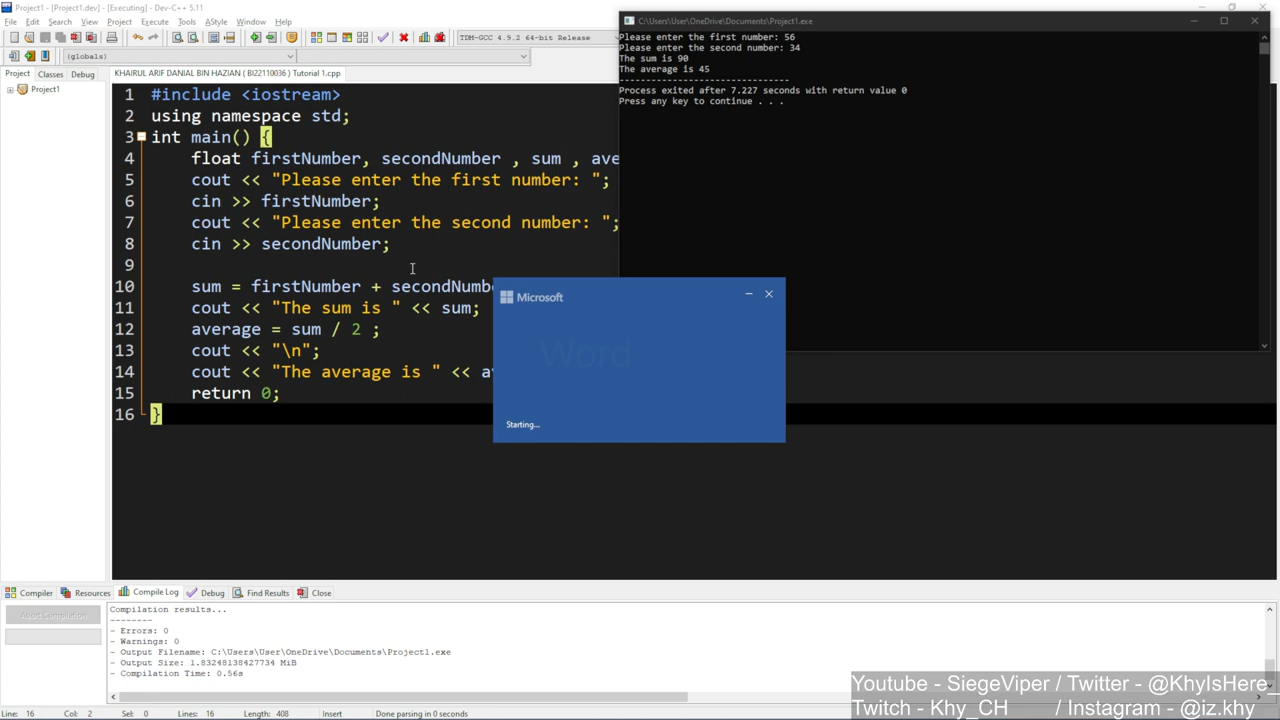 Project1 - [Project1.dev] - [Executing] - Dev-C++ 5.11
File Edit Search View Project Execute Tools AStyle Window Help
TDM-GCC 4.9.2 64-bit Release
(globals)
Project Classes Debug
Project1
KHAIRUL ARIF DANIAL BIN HAZIAN ( BI22110036 ) Tutorial 1.cpp
1 #include <iostream>
2 using namespace std;
3 int main() {
4 float firstNumber, secondNumber , sum , ave
5 cout << "Please enter the first number: ";
6 cin >> firstNumber;
7 cout << "Please enter the second number: ";
8 cin >> secondNumber;
9
10 sum = firstNumber + secondNumbe
11 cout << "The sum is " << sum;
12 average = sum / 2 ;
13 cout << "\n";
14 cout << "The average is " << av
15 return 0;
16 }
C:\Users\User\OneDrive\Documents\Project1.exe
Please enter the first number: 56
Please enter the second number: 34
The sum is 90
The average is 45
--------------------------------
Process exited after 7.227 seconds with return value 0
Press any key to continue . . .
Microsoft
Word
Starting...
Compiler Resources Compile Log Debug Find Results Close
Abort Compilation
Compilation results...
--------
- Errors: 0
- Warnings: 0
- Output Filename: C:\Users\User\OneDrive\Documents\Project1.exe
- Output Size: 1.83248138427734 MiB
- Compilation Time: 0.56s
Line: 16 Col: 2 Sel: 0 Lines: 16 Length: 408 Insert Done parsing in 0 seconds
Youtube - SiegeViper / Twitter - @KhyIsHere_
Twitch - Khy_CH / Instagram - @iz.khy